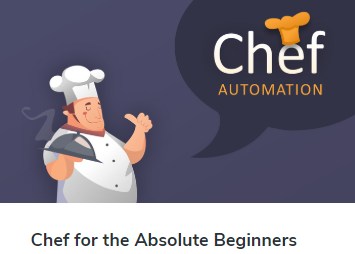 Chef
AUTOMATION
Chef for the Absolute Beginners